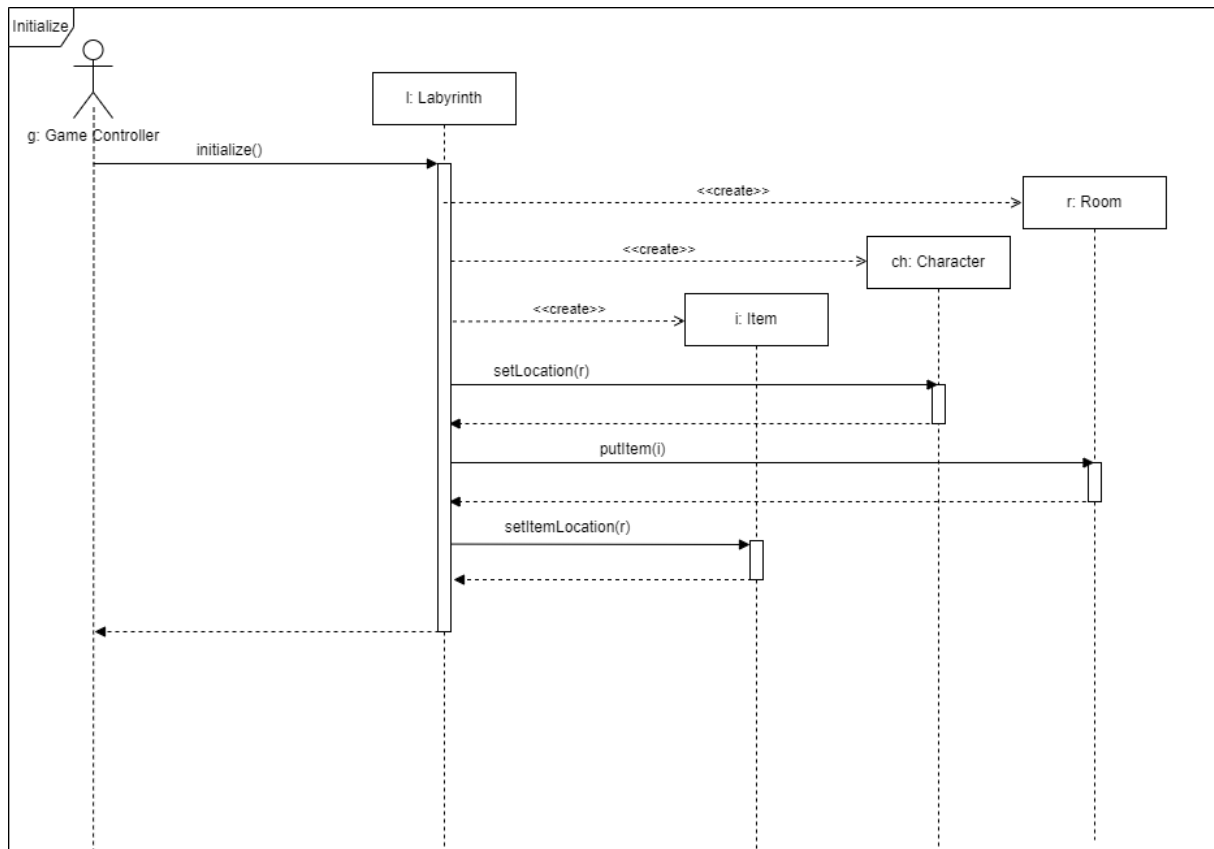 Initialize
g: Game Controller
l: Labyrinth
initialize()
<<create>>
r: Room
<<create>>
ch: Character
<<create>>
i: Item
setLocation(r)
putItem(i)
setItemLocation(r)